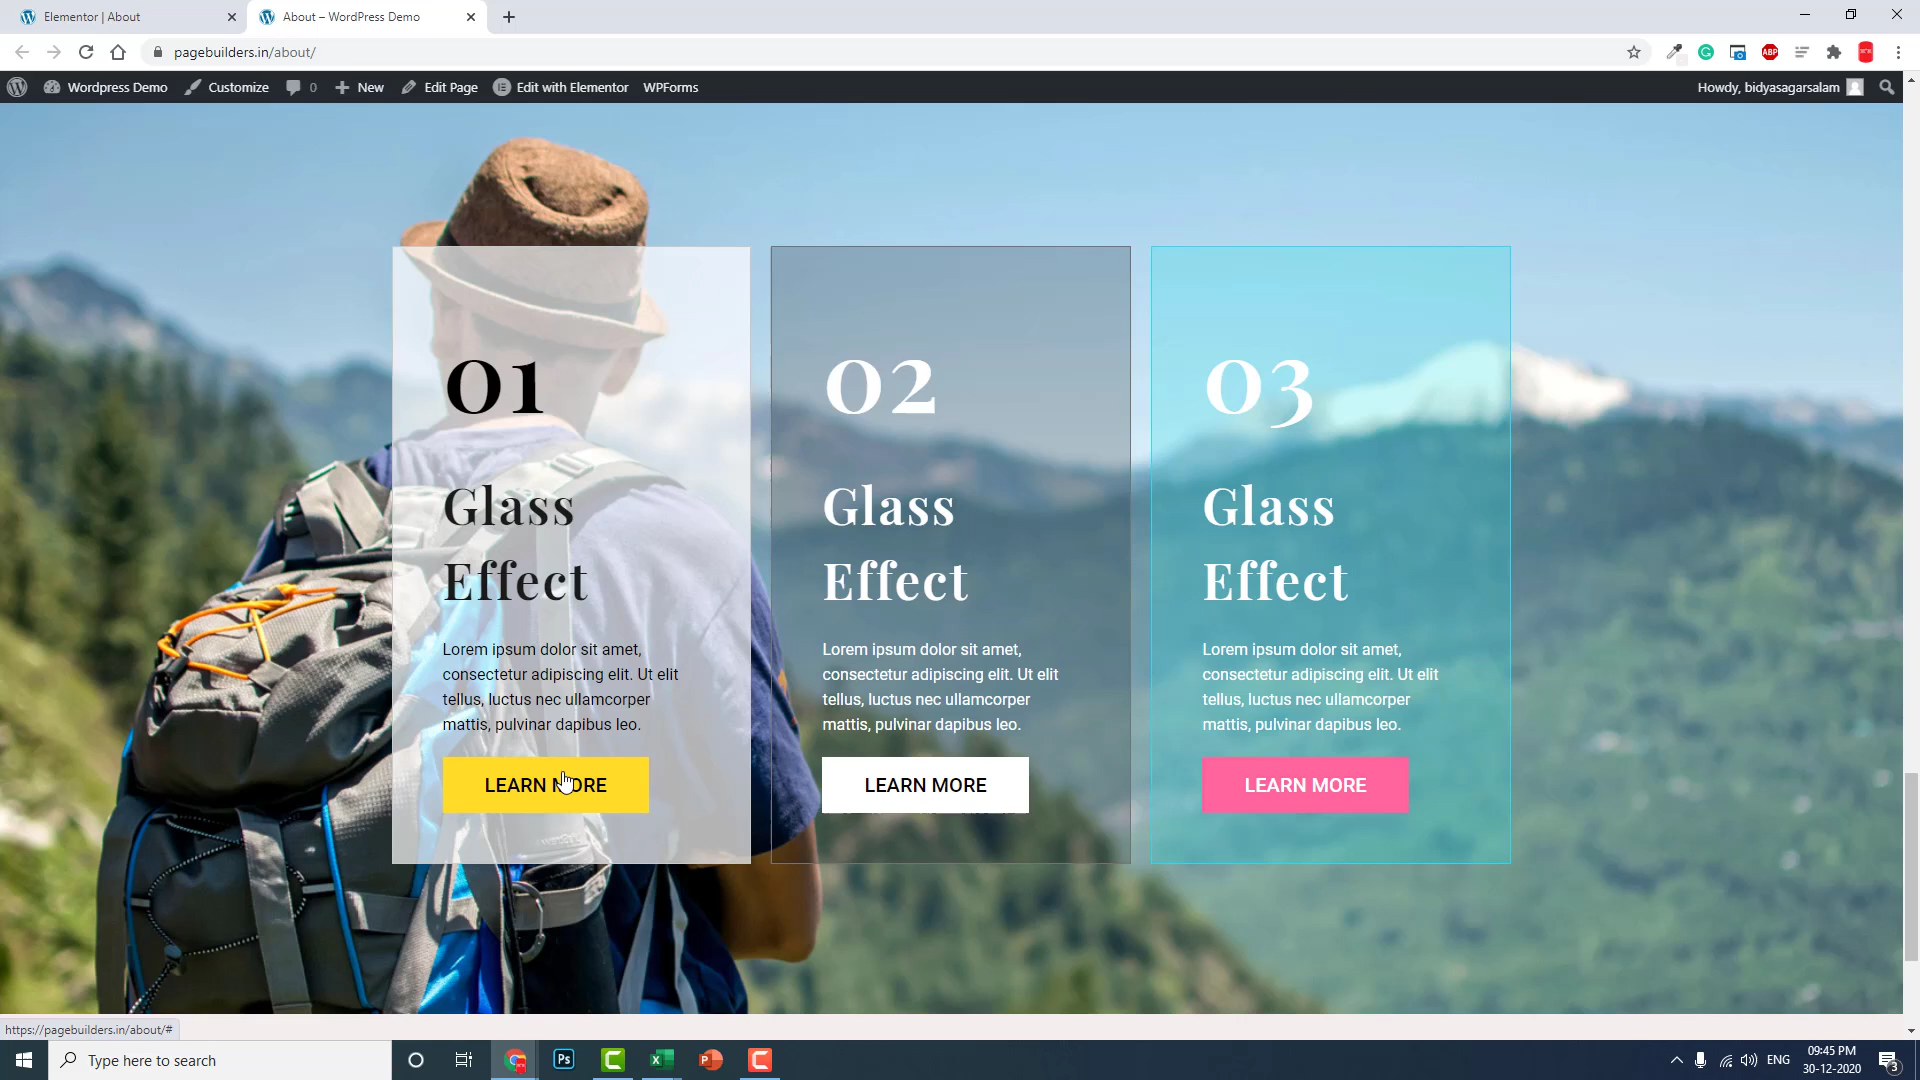 Elementor | About
About – WordPress Demo
pagebuilders.in/about/
ABP
Wordpress Demo
Customize
0
New
Edit Page
Edit with Elementor
WPForms
Howdy, bidyasagarsalam
01
Glass
Effect
Lorem ipsum dolor sit amet,
consectetur adipiscing elit. Ut elit
tellus, luctus nec ullamcorper
mattis, pulvinar dapibus leo.
LEARN MORE
02
Glass
Effect
Lorem ipsum dolor sit amet,
consectetur adipiscing elit. Ut elit
tellus, luctus nec ullamcorper
mattis, pulvinar dapibus leo.
LEARN MORE
03
Glass
Effect
Lorem ipsum dolor sit amet,
consectetur adipiscing elit. Ut elit
tellus, luctus nec ullamcorper
mattis, pulvinar dapibus leo.
LEARN MORE
https://pagebuilders.in/about/#
Type here to search
Ps
ENG
09:45 PM
30-12-2020
3